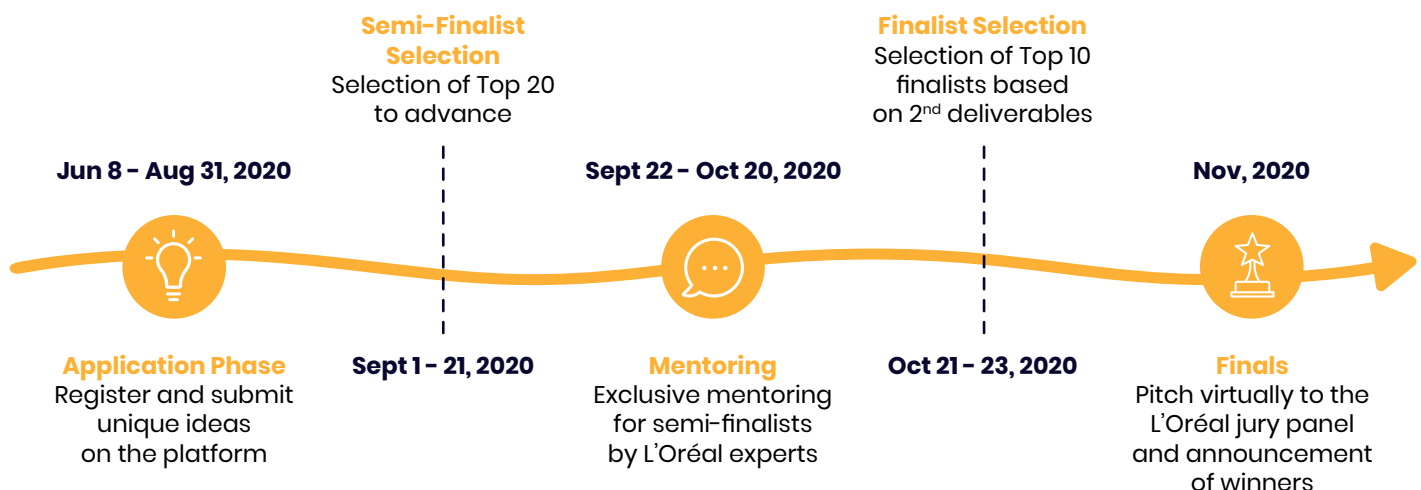 Semi-Finalist
Selection
Selection of Top 20
to advance
Finalist Selection
Selection of Top 10
finalists based
on 2nd deliverables
Jun 8 - Aug 31, 2020
Sept 22 - Oct 20, 2020
Nov, 2020
Application Phase
Register and submit
unique ideas
on the platform
Sept 1 - 21, 2020
Mentoring
Exclusive mentoring
for semi-finalists
by L’Oréal experts
Oct 21 - 23, 2020
Finals
Pitch virtually to the
L’Oréal jury panel
and announcement
of winners